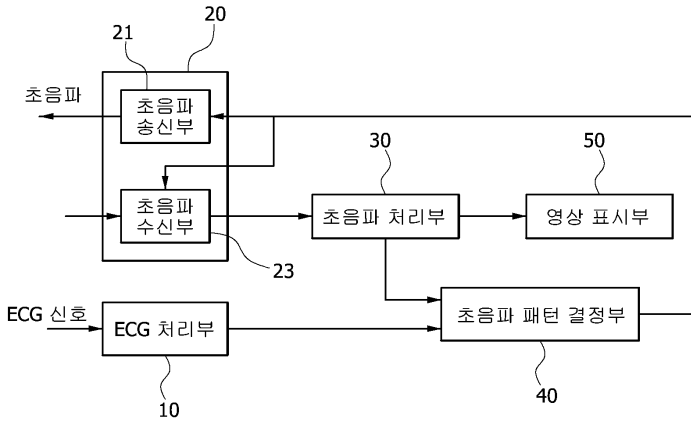 20
21
초음파
초음파
송신부
30
50
초음파
수신부
초음파 처리부
영상 표시부
23
ECG 신호
ECG 처리부
초음파 패턴 결정부
10
40